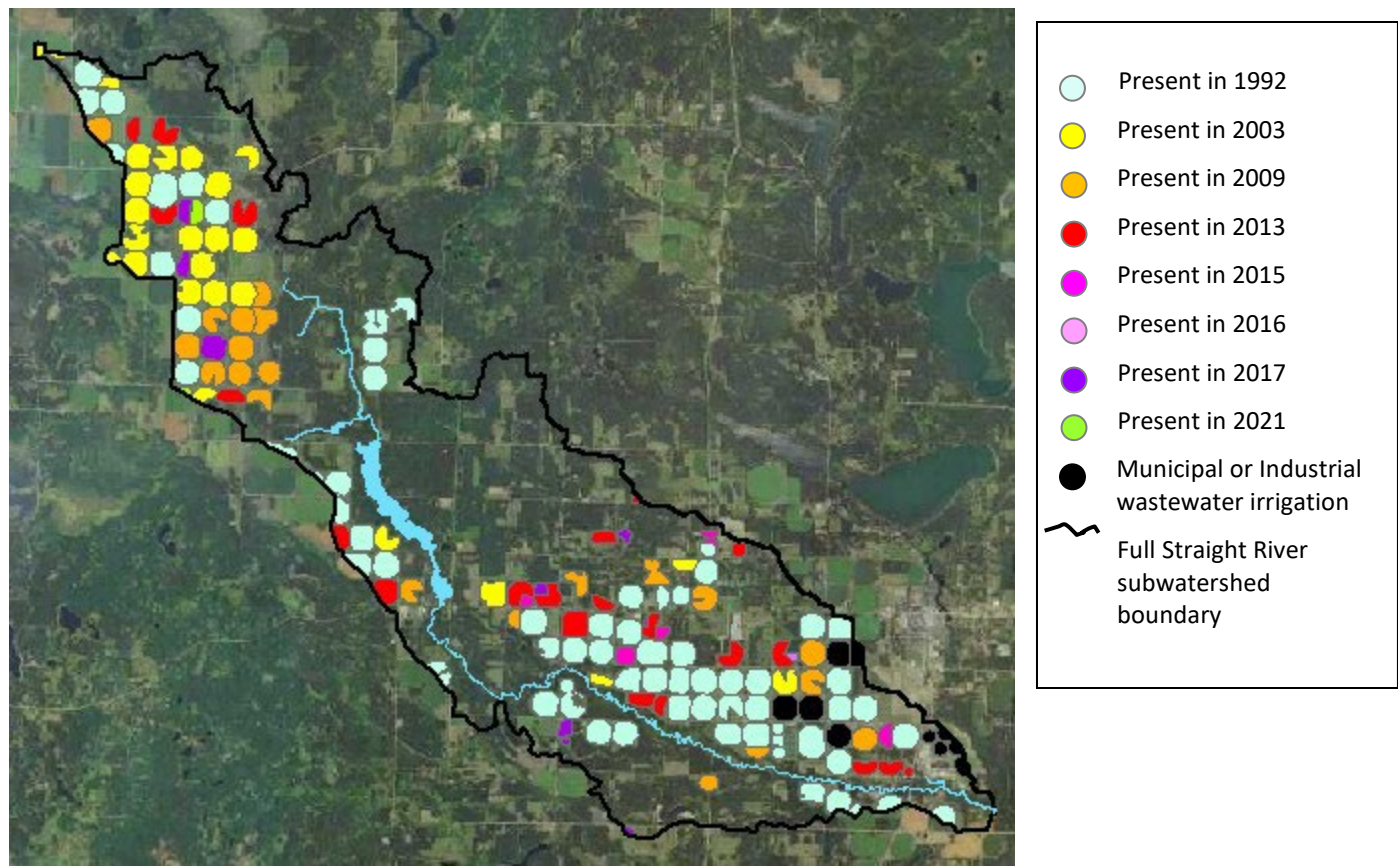 Present in 1992
Present in 2003
Present in 2009
Present in 2013
Present in 2015
Present in 2016
Present in 2017
Present in 2021
Municipal or Industrial
wastewater irrigation
Full Straight River
subwatershed
boundary